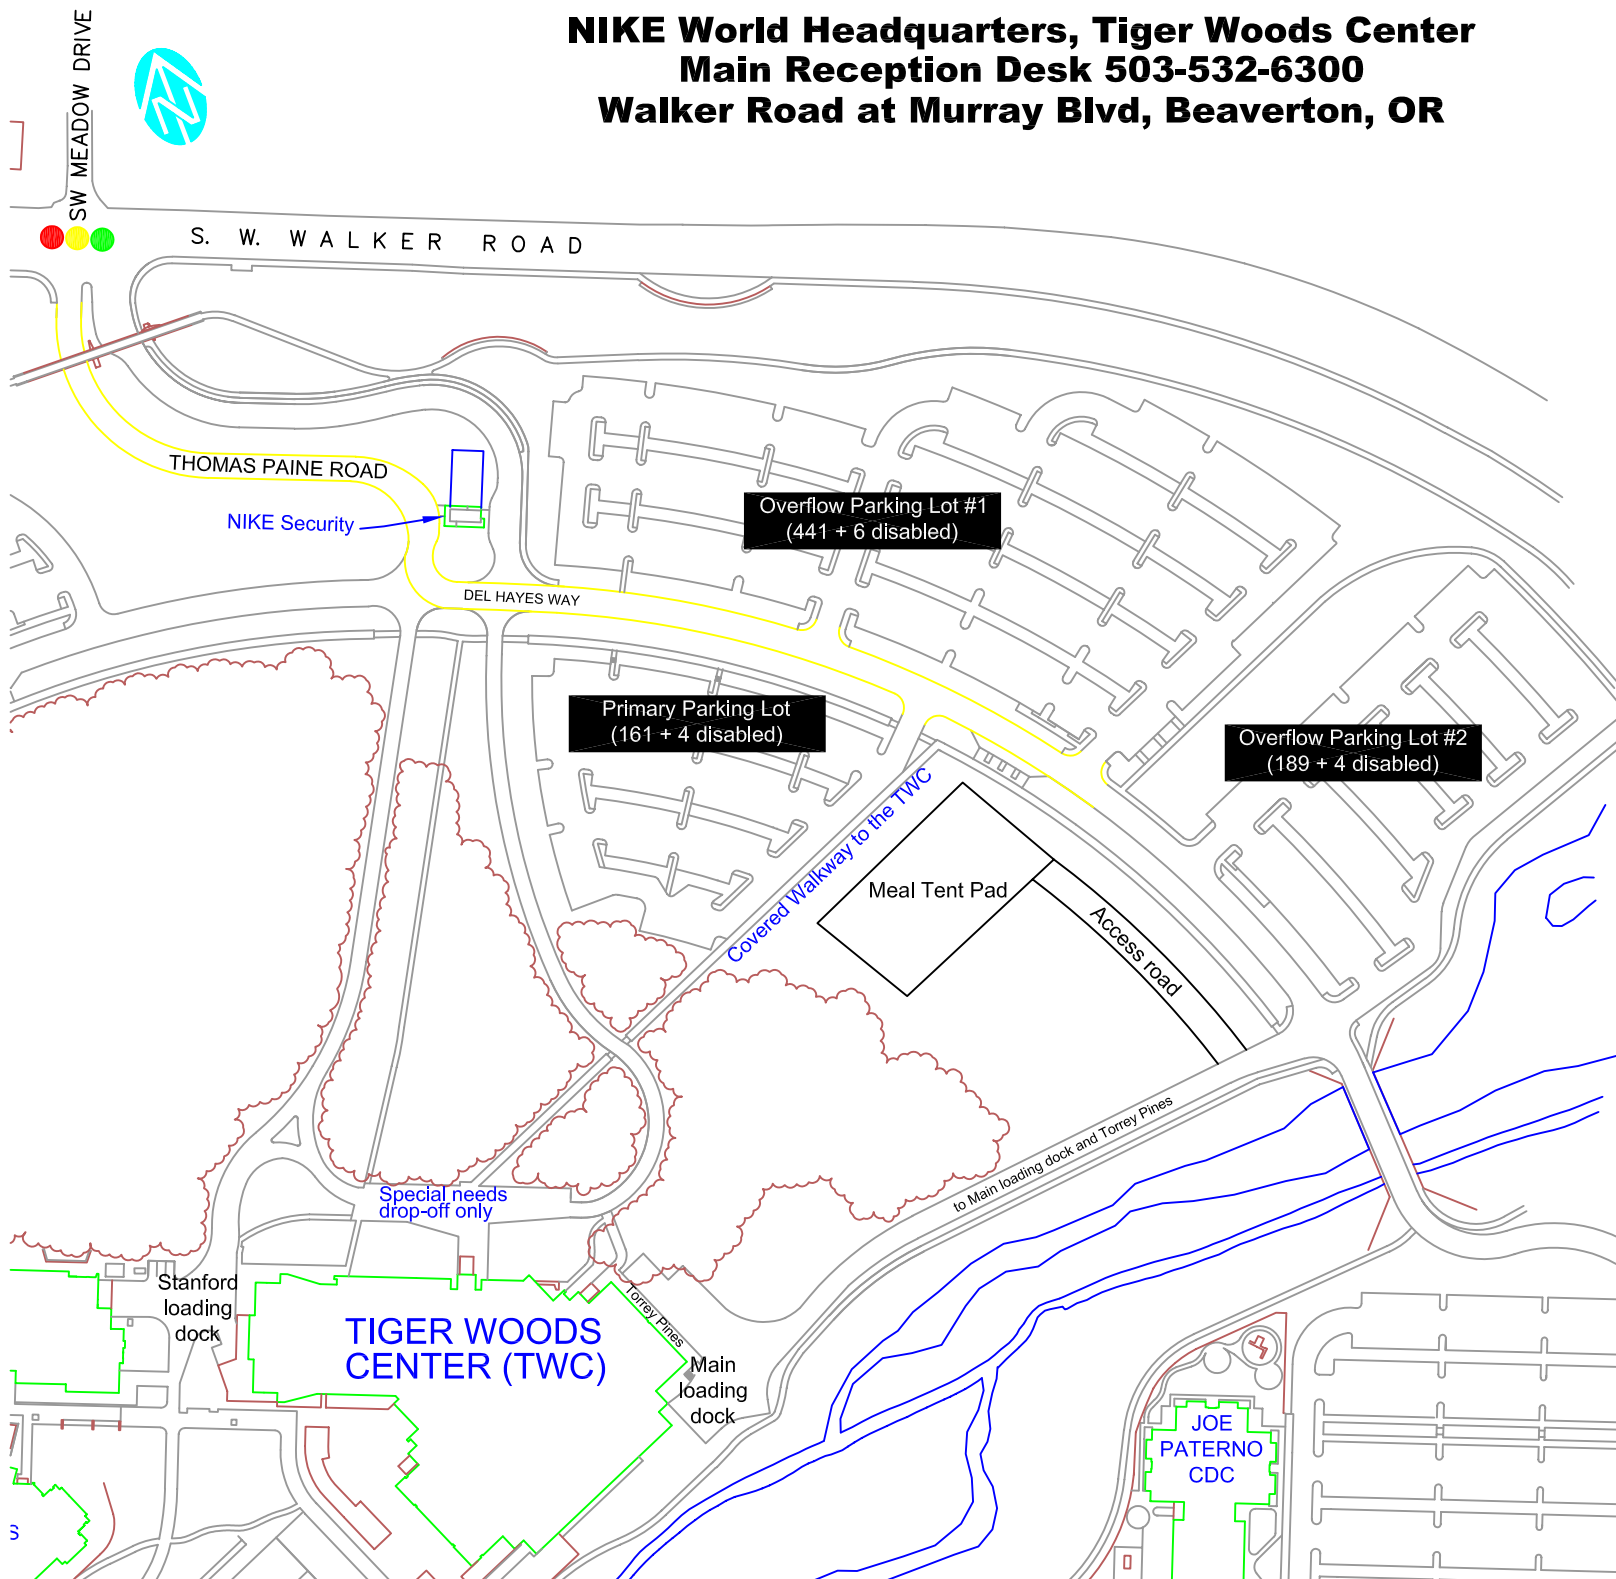 NIKE World Headquarters, Tiger Woods Center
Main Reception Desk 503-532-6300
Walker Road at Murray Blvd, Beaverton, OR
SW MEADOW DRIVE
N
S. W. WALKER ROAD
THOMAS PAINE ROAD
NIKE Security
Overflow Parking Lot #1
(441 + 6 disabled)
DEL HAYES WAY
Primary Parking Lot
(161 + 4 disabled)
Overflow Parking Lot #2
(189 + 4 disabled)
Covered Walkway to the TWC
Meal Tent Pad
Access road
to Main loading dock and Torrey Pines
Special needs
drop-off only
Stanford
loading
dock
TIGER WOODS
CENTER (TWC)
Torrey Pines
Main
loading
dock
JOE
PATERNO
CDC
S